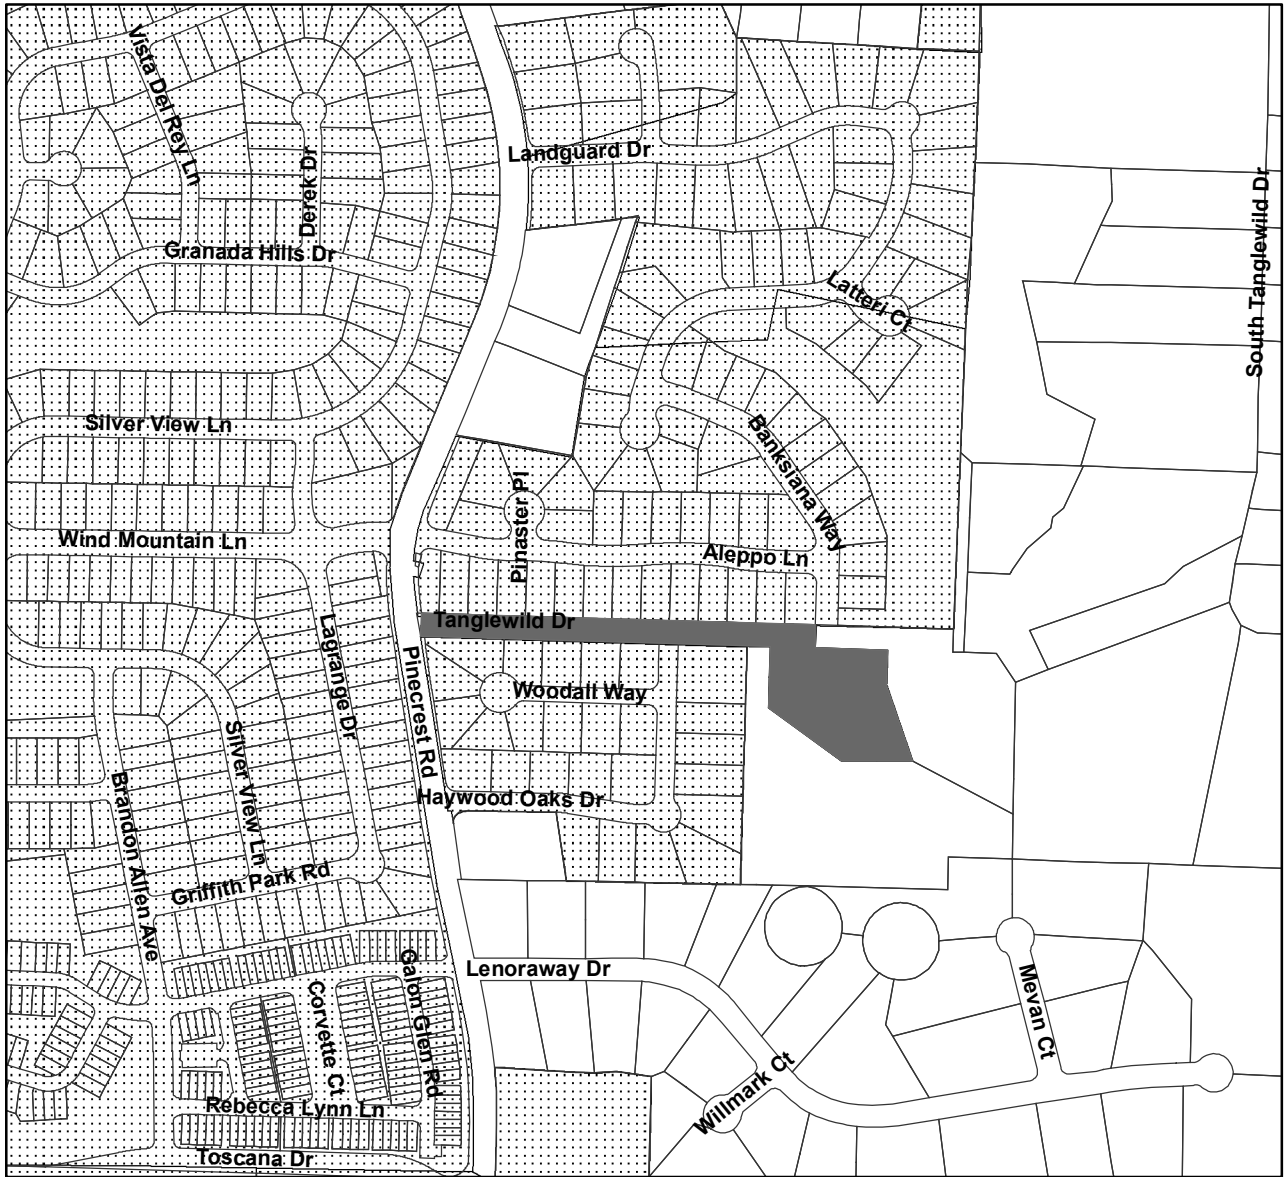 Vista Del Rey Ln
Landguard Dr
Derek Dr
South Tanglewild Dr
Granada Hills Dr
Latteri Ct
Silver View Ln
Banksiana Way
Pinaster Pl
Wind Mountain Ln
Aleppo Ln
Tanglewild Dr
Lagrange Dr
Pinecrest Rd
Woodall Way
Silver View Ln
Brandon Allen Ave
Haywood Oaks Dr
Griffith Park Rd
Galon Glen Rd
Lenoraway Dr
Corvette Ct
Mevan Ct
Willmark Ct
Rebecca Lynn Ln
Toscana Dr